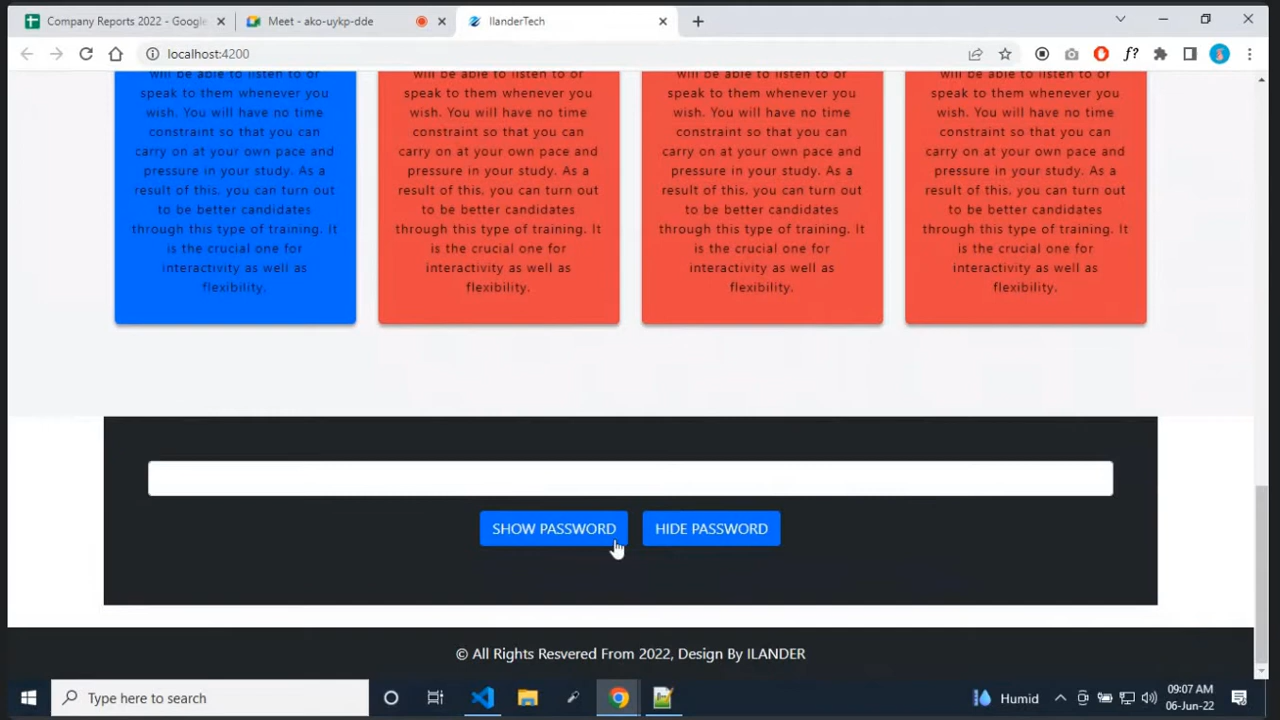 Company Reports 2022 - Google
Meet - ako-uykp-dde
IlanderTech
localhost:4200
will be able to listen to or
speak to them whenever you
wish. You will have no time
constraint so that you can
carry on at your own pace and
pressure in your study. As a
result of this, you can turn out
to be better candidates
through this type of training. It
is the crucial one for
interactivity as well as
flexibility.
will be able to listen to or
speak to them whenever you
wish. You will have no time
constraint so that you can
carry on at your own pace and
pressure in your study. As a
result of this, you can turn out
to be better candidates
through this type of training. It
is the crucial one for
interactivity as well as
flexibility.
will be able to listen to or
speak to them whenever you
wish. You will have no time
constraint so that you can
carry on at your own pace and
pressure in your study. As a
result of this, you can turn out
to be better candidates
through this type of training. It
is the crucial one for
interactivity as well as
flexibility.
will be able to listen to or
speak to them whenever you
wish. You will have no time
constraint so that you can
carry on at your own pace and
pressure in your study. As a
result of this, you can turn out
to be better candidates
through this type of training. It
is the crucial one for
interactivity as well as
flexibility.
SHOW PASSWORD
HIDE PASSWORD
© All Rights Resvered From 2022, Design By ILANDER
Type here to search
Humid
09:07 AM
06-Jun-22